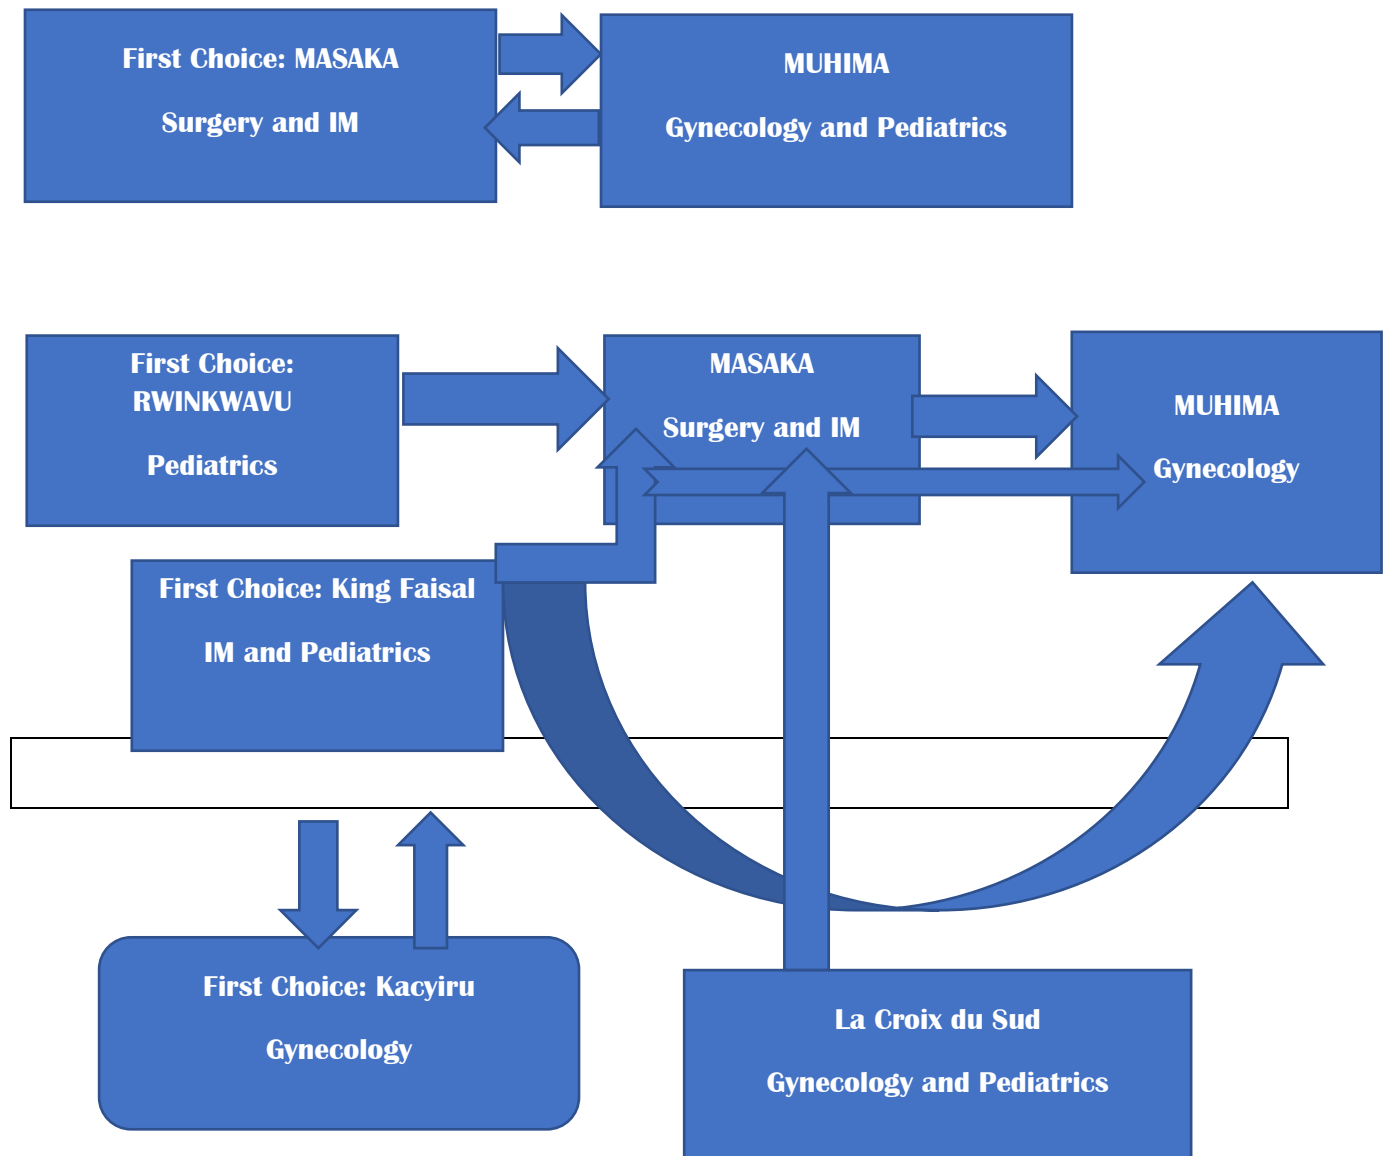 First Choice: MASAKA
Surgery and IM
MUHIMA
Gynecology and Pediatrics
First Choice:
RWINKWAVU
Pediatrics
MASAKA
Surgery and IM
MUHIMA
Gynecology
First Choice: King Faisal
IM and Pediatrics
First Choice: Kacyiru
Gynecology
La Croix du Sud
Gynecology and Pediatrics